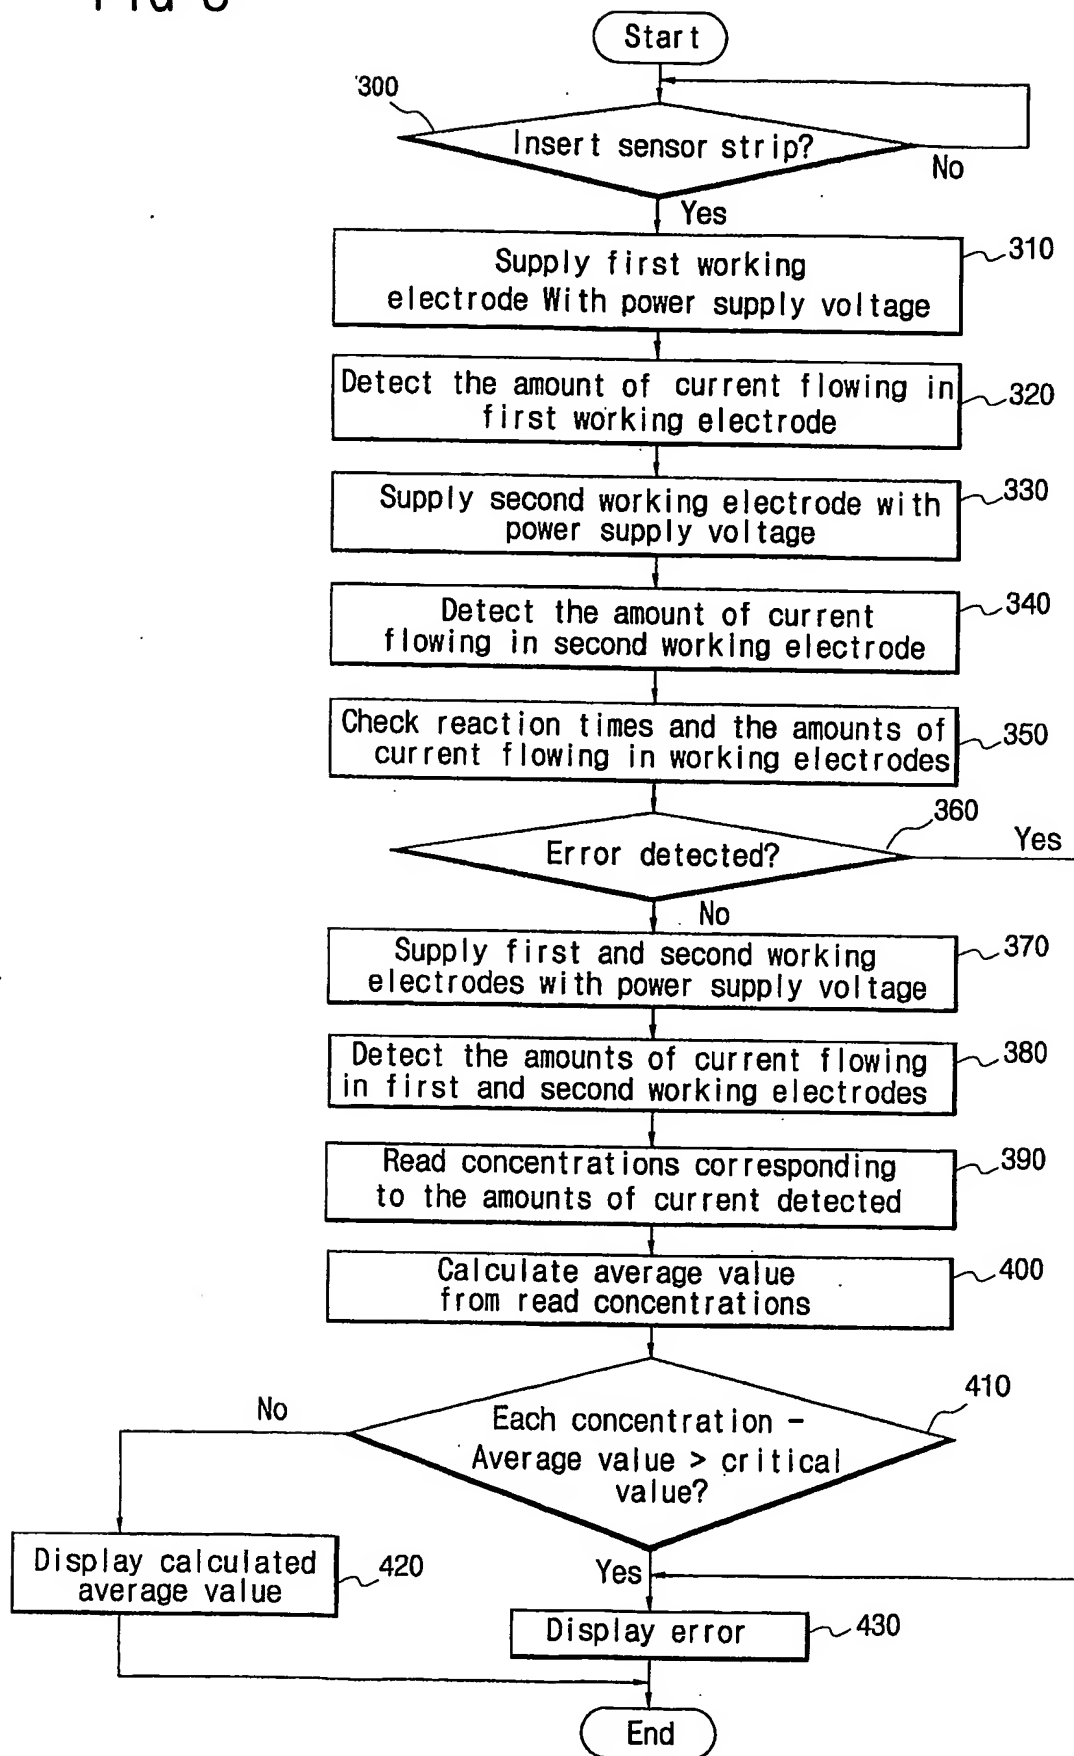 Start
300
Insert sensor strip?
No
Yes
310
Supply first working
electrode With power supply voltage
Detect the amount of current flowing in
first working electrode
320
Supply second working electrode with
power supply voltage
330
Detect the amount of current
flowing in second working electrode
340
Check reaction times and the amounts of
current flowing in working electrodes
350
360
Error detected?
Yes
No
Supply first and second working
electrodes with power supply voltage
370
Detect the amounts of current flowing
in first and second working electrodes
380
Read concentrations corresponding
to the amounts of current detected
390
Calculate average value
from read concentrations
400
No
410
Each concentration -
Average value > critical
value?
Display calculated
average value
420
Yes
Display error
430
End